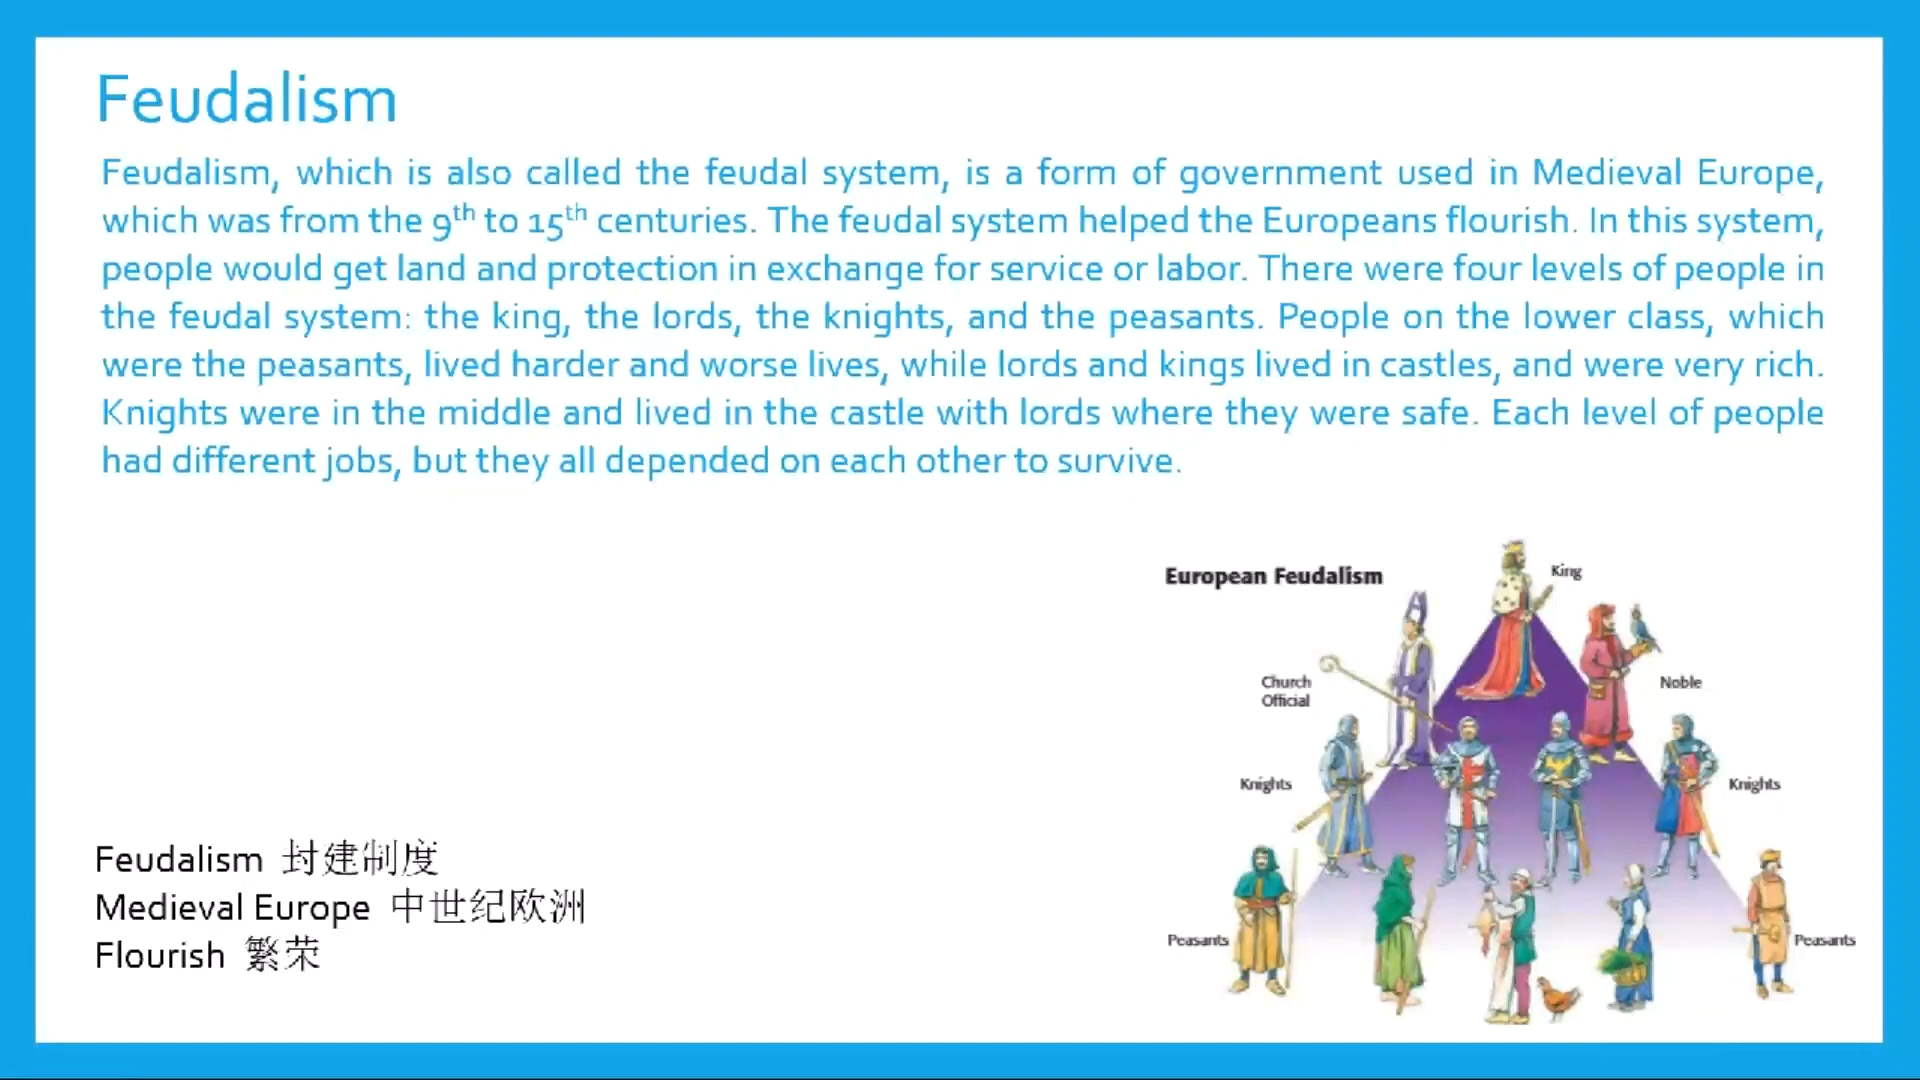 Feudalism
Feudalism, which is also called the feudal system, is a form of government used in Medieval Europe,
which was from the 9th to 15th centuries. The feudal system helped the Europeans flourish. In this system,
people would get land and protection in exchange for service or labor. There were four levels of people in
the feudal system: the king, the lords, the knights, and the peasants. People on the lower class, which
were the peasants, lived harder and worse lives, while lords and kings lived in castles, and were very rich.
Knights were in the middle and lived in the castle with lords where they were safe. Each level of people
had different jobs, but they all depended on each other to survive.
European Feudalism
King
Church
Official
Noble
Knights
Knights
Peasants
Peasants
Feudalism 封建制度
Medieval Europe 中世纪欧洲
Flourish 繁荣